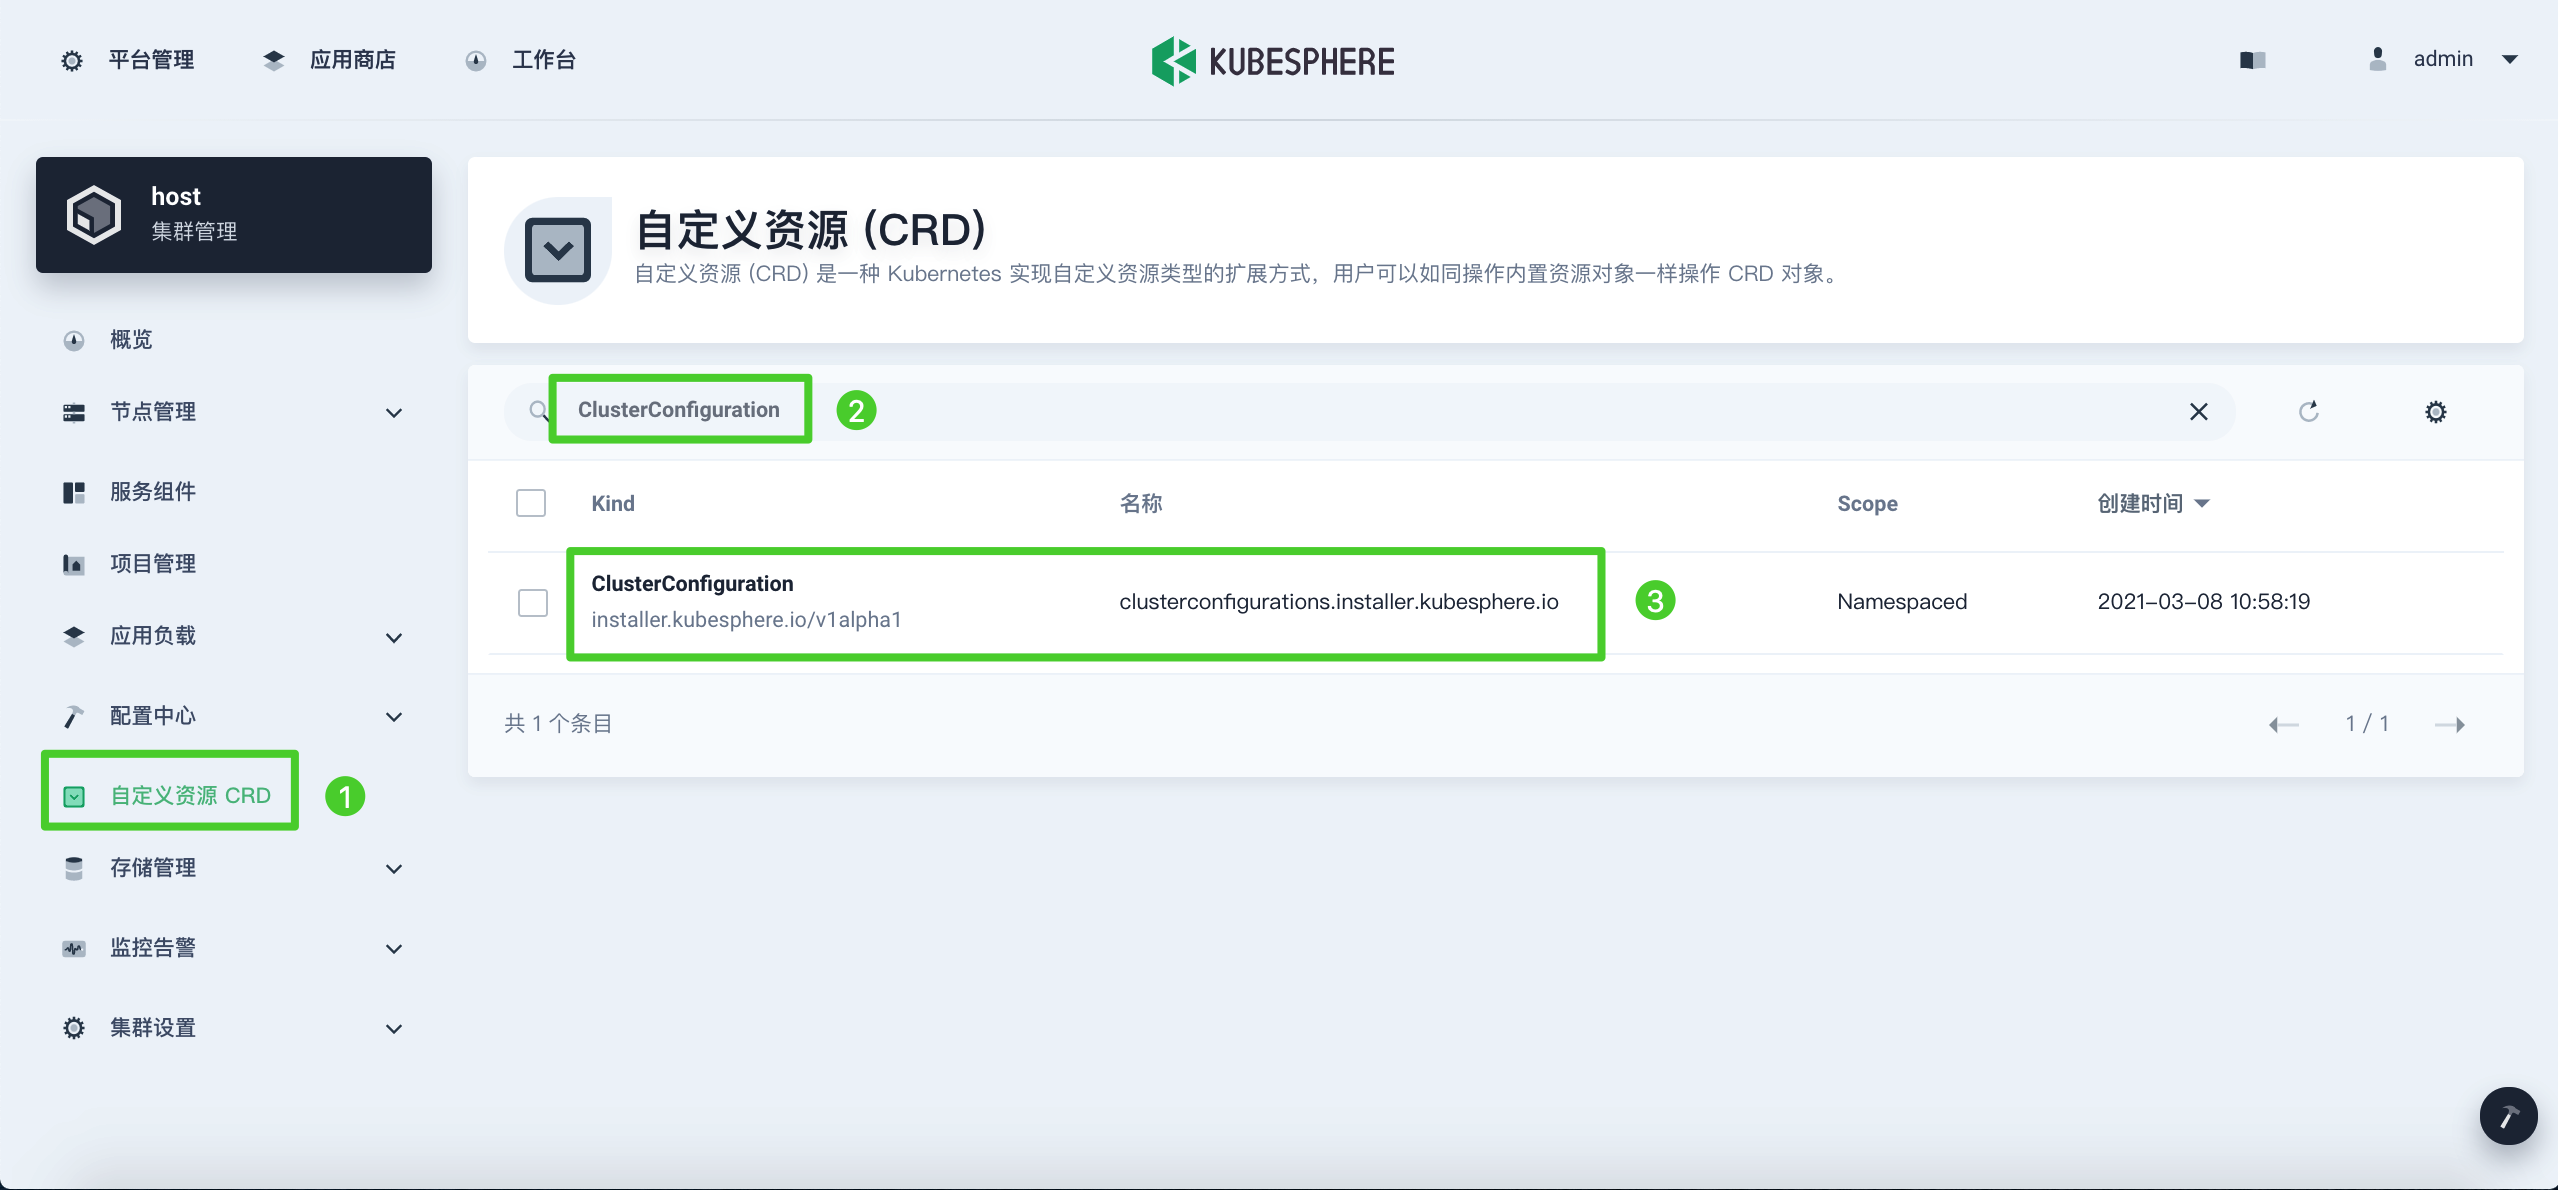 平台管理
应用商店
工作台
KUBESPHERE
admin
host
集群管理
概览
节点管理
服务组件
项目管理
应用负载
配置中心
自定义资源 CRD
1
存储管理
监控告警
集群设置
自定义资源 (CRD)
自定义资源 (CRD) 是一种 Kubernetes 实现自定义资源类型的扩展方式，用户可以如同操作内置资源对象一样操作 CRD 对象。
ClusterConfiguration
2
Kind 名称 Scope 创建时间
ClusterConfiguration
installer.kubesphere.io/v1alpha1
clusterconfigurations.installer.kubesphere.io
3
Namespaced
2021-03-08 10:58:19
共 1 个条目
1 / 1